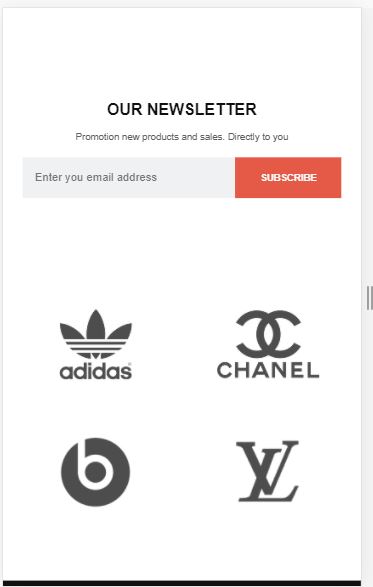 OUR NEWSLETTER
Promotion new products and sales. Directly to you
Enter you email address
SUBSCRIBE
adidas
CHANEL
b
LV